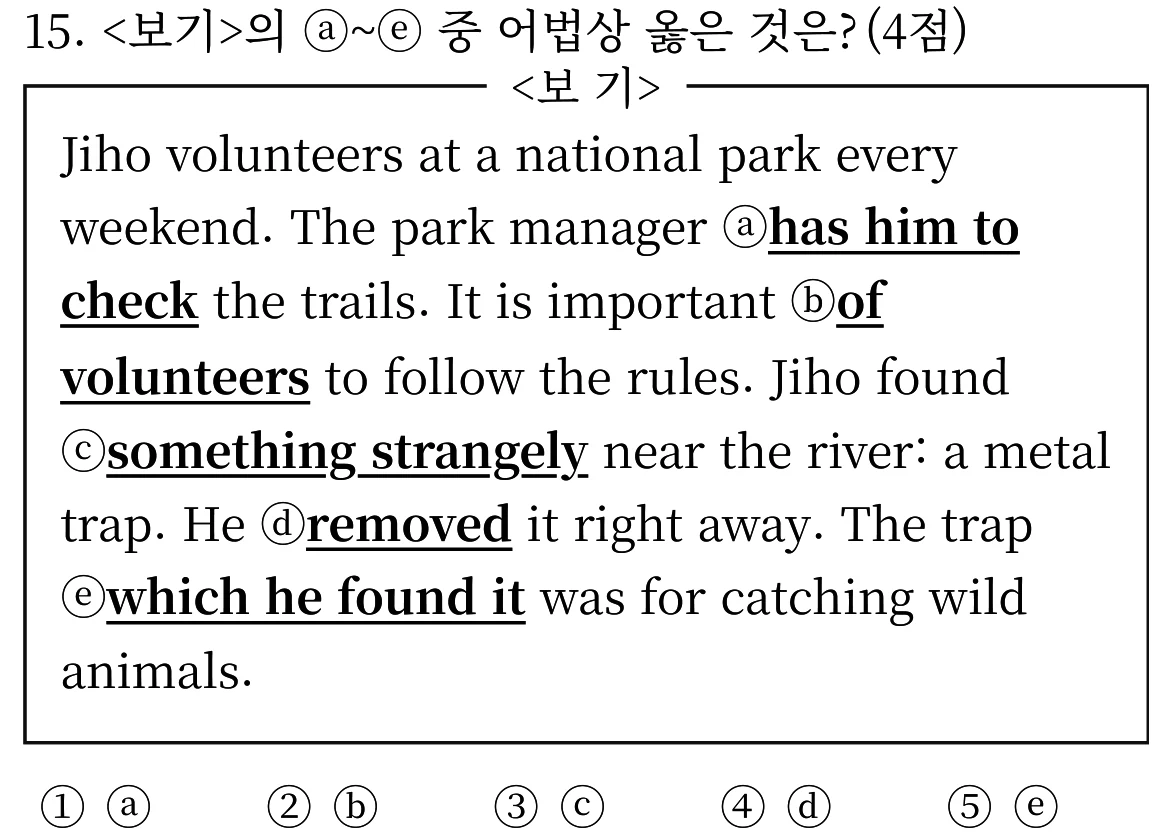 15. <보기>의 ⓐ~ⓔ 중 어법상 옳은 것은? (4점)
<보 기>
Jiho volunteers at a national park every
weekend. The park manager ⓐhas him to
check the trails. It is important ⓑof
volunteers to follow the rules. Jiho found
ⓒsomething strangely near the river: a metal
trap. He ⓓremoved it right away. The trap
ⓔwhich he found it was for catching wild
animals.
① ⓐ ② ⓑ ③ ⓒ ④ ⓓ ⑤ ⓔ